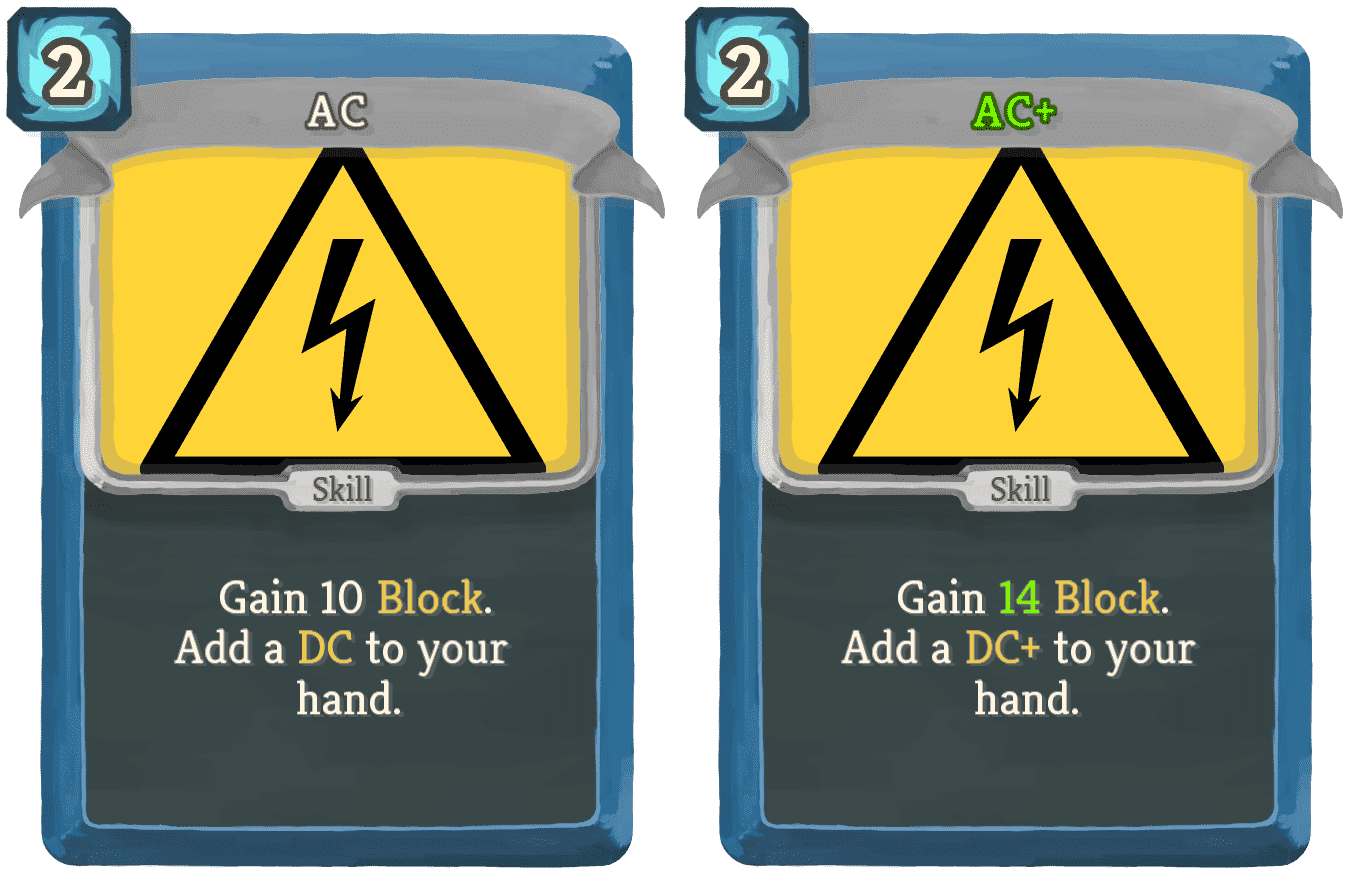 2
AC
Skill
Gain 10 Block.
Add a DC to your
hand.
2
AC+
Skill
Gain 14 Block.
Add a DC+ to your
hand.